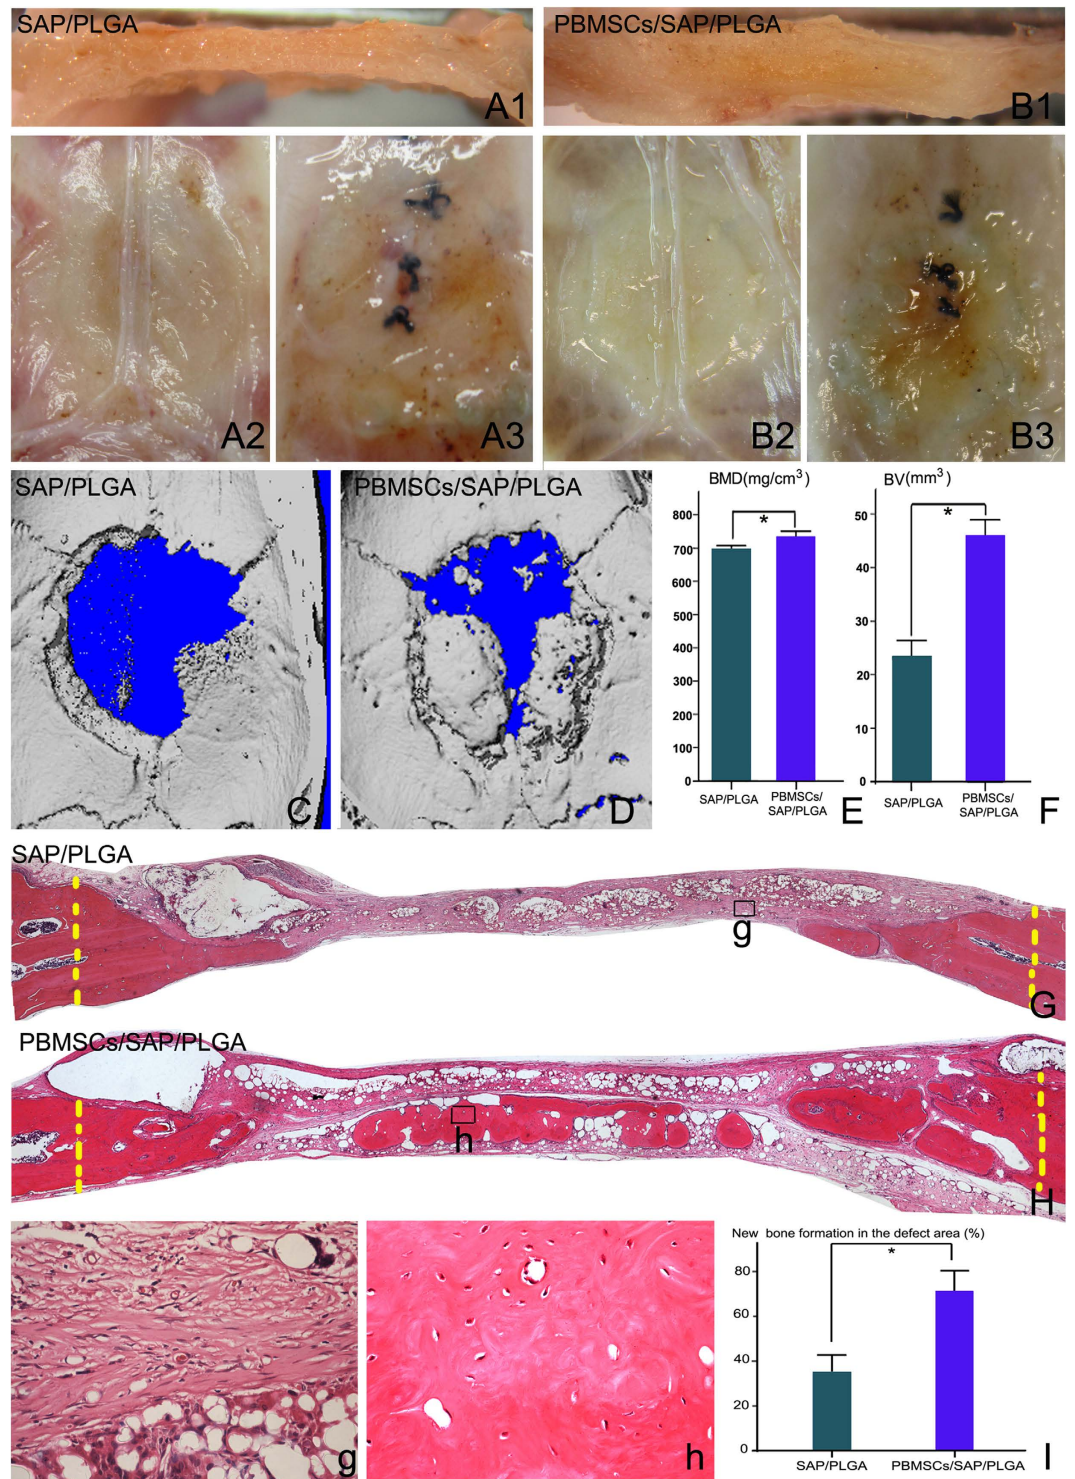 SAP/PLGA
A1
PBMSCs/SAP/PLGA
B1
A2
A3
B2
B3
SAP/PLGA
C
PBMSCs/SAP/PLGA
D
BMD(mg/cm³)
*
800
700
600
500
400
300
200
100
0
SAP/PLGA
PBMSCs/
SAP/PLGA
E
BV(mm³)
*
50
40
30
20
10
0
SAP/PLGA
PBMSCs/
SAP/PLGA
F
SAP/PLGA
g
G
PBMSCs/SAP/PLGA
h
H
g
h
New bone formation in the defect area (%)
*
80
60
40
20
0
SAP/PLGA
PBMSCs/SAP/PLGA
I